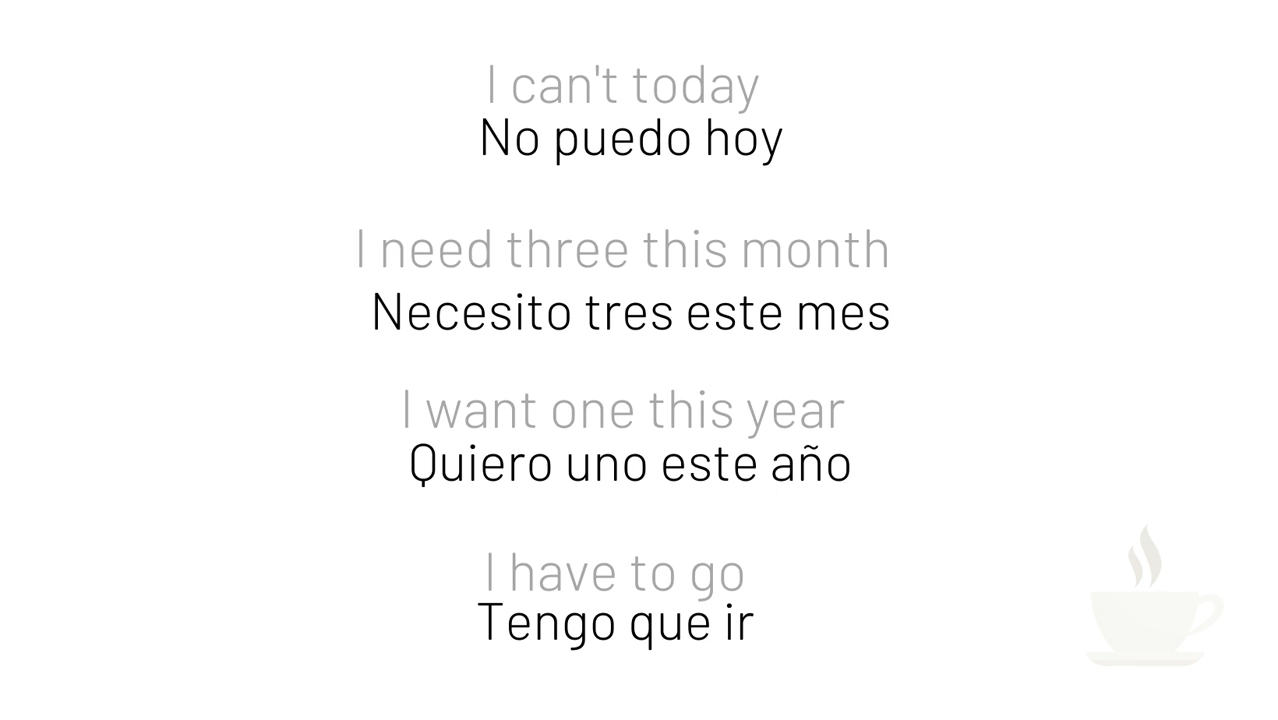 I can't today
No puedo hoy
I need three this month
Necesito tres este mes
I want one this year
Quiero uno este año
I have to go
Tengo que ir